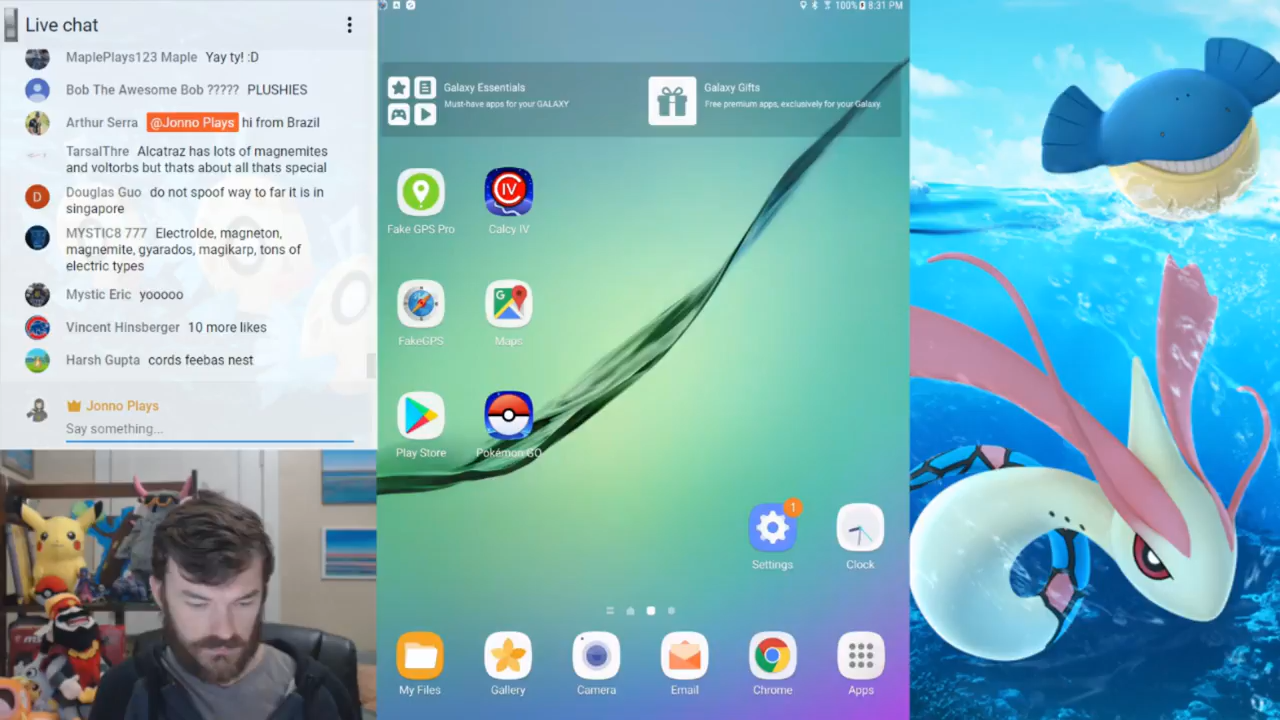 Live chat
MaplePlays123 Maple Yay ty! :D
Bob The Awesome Bob ????? PLUSHIES
Arthur Serra @Jonno Plays hi from Brazil
TarsalThre Alcatraz has lots of magnemites
and voltorbs but thats about all thats special
D
Douglas Guo do not spoof way to far it is in
singapore
MYSTIC8 777 Electrolde, magneton,
magnemite, gyarados, magikarp, tons of
electric types
Mystic Eric yooooo
Vincent Hinsberger 10 more likes
Harsh Gupta cords feebas nest
Jonno Plays
Say something...
100% 8:31 PM
Galaxy Essentials
Must-have apps for your GALAXY
Galaxy Gifts
Free premium apps, exclusively for your Galaxy.
IV
Fake GPS Pro
Calcy IV
G
FakeGPS
Maps
Play Store
Pokémon GO
1
Settings
Clock
My Files
Gallery
Camera
Email
Chrome
Apps